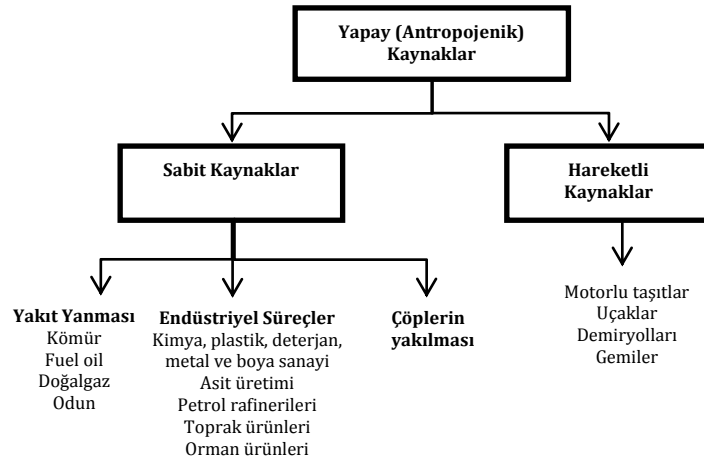 Yapay (Antropojenik)
Kaynaklar
Sabit Kaynaklar
Hareketli
Kaynaklar
Yakıt Yanması
Kömür
Fuel oil
Doğalgaz
Odun
Endüstriyel Süreçler
Kimya, plastik, deterjan,
metal ve boya sanayi
Asit üretimi
Petrol rafinerileri
Toprak ürünleri
Orman ürünleri
Çöplerin
yakılması
Motorlu taşıtlar
Uçaklar
Demiryolları
Gemiler